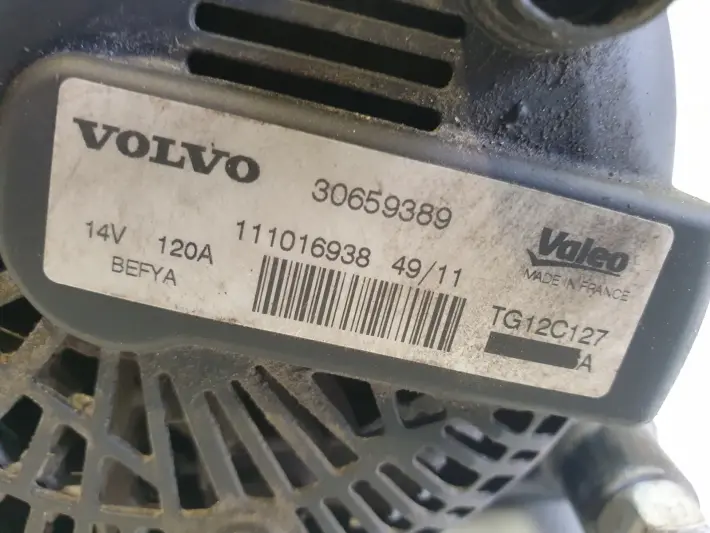 VOLVO
30659389
14V 120A 111016938 49/11
BEFYA
Valeo
MADE IN FRANCE
TG12C127
A